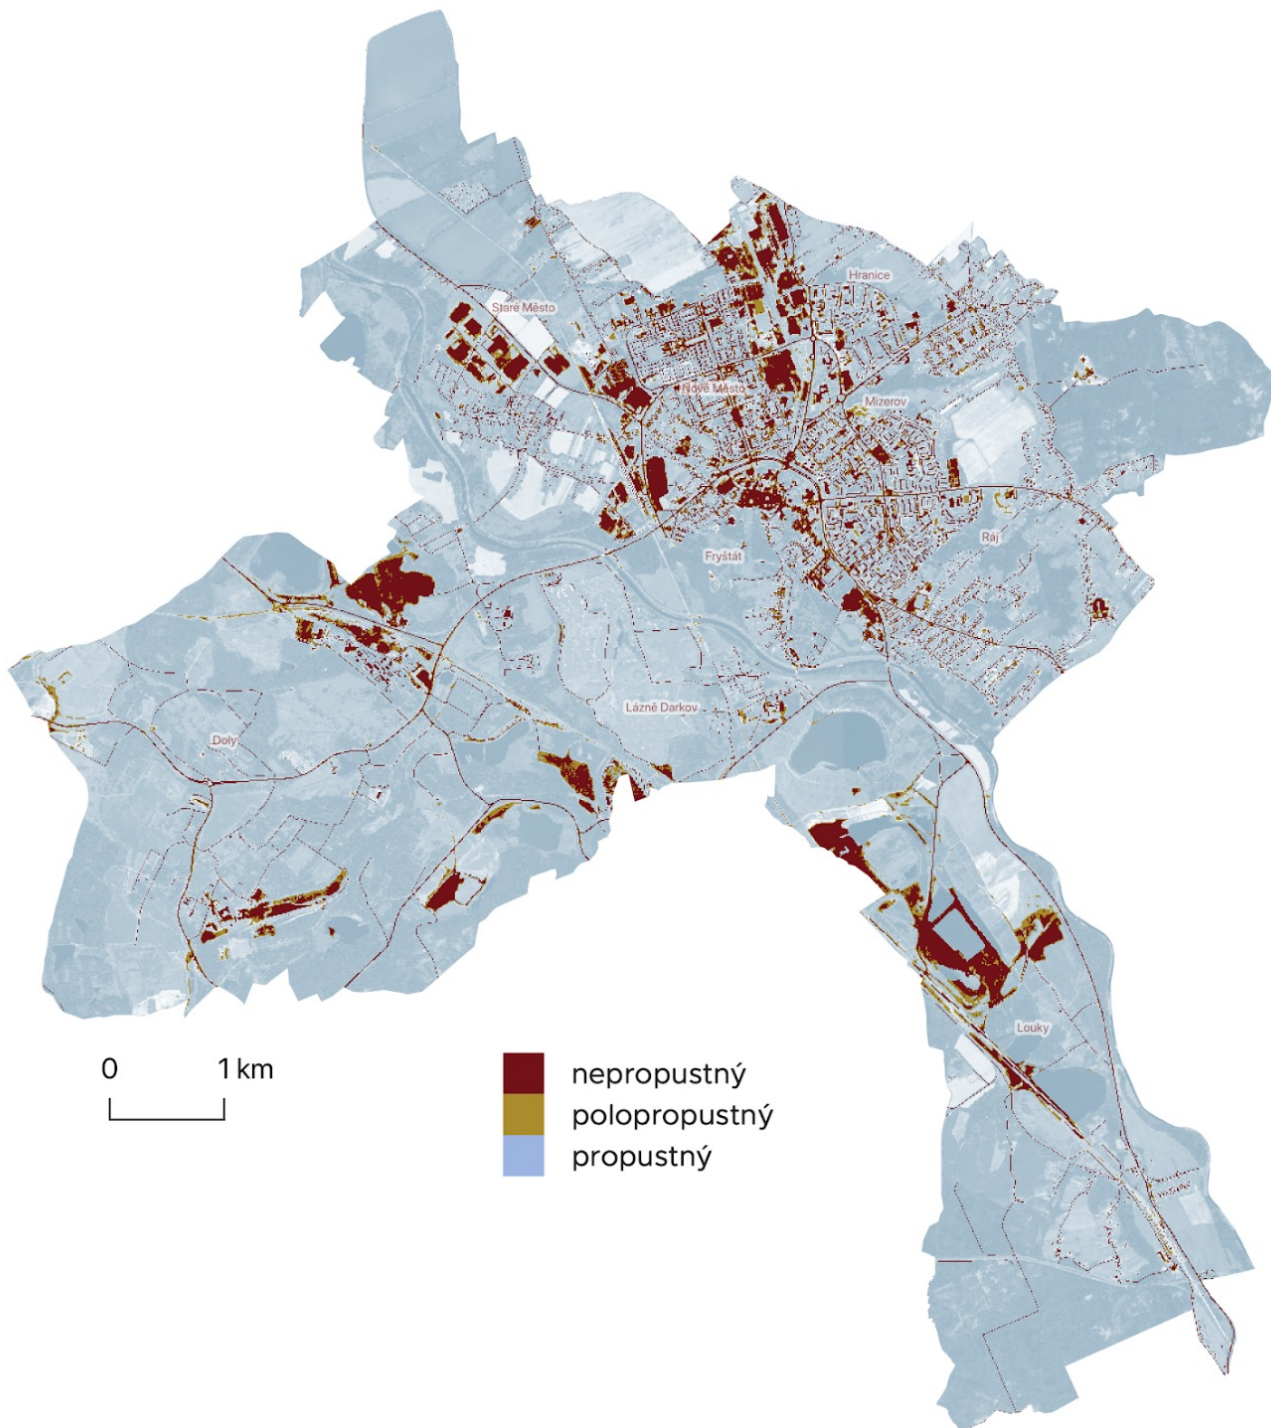 Hranice
Staré Město
Nové Město
Mizerov
Ráj
Fryštát
Lázně Darkov
Doly
Louky
0 1 km
nepropustný
polopropustný
propustný